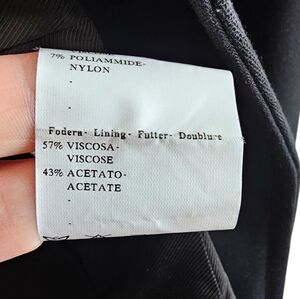 7% POLIAMMIDE-
NYLON
Fodera- Lining- Futter- Doublure
57% VISCOSA-
VISCOSE
43% ACETATO-
ACETATE